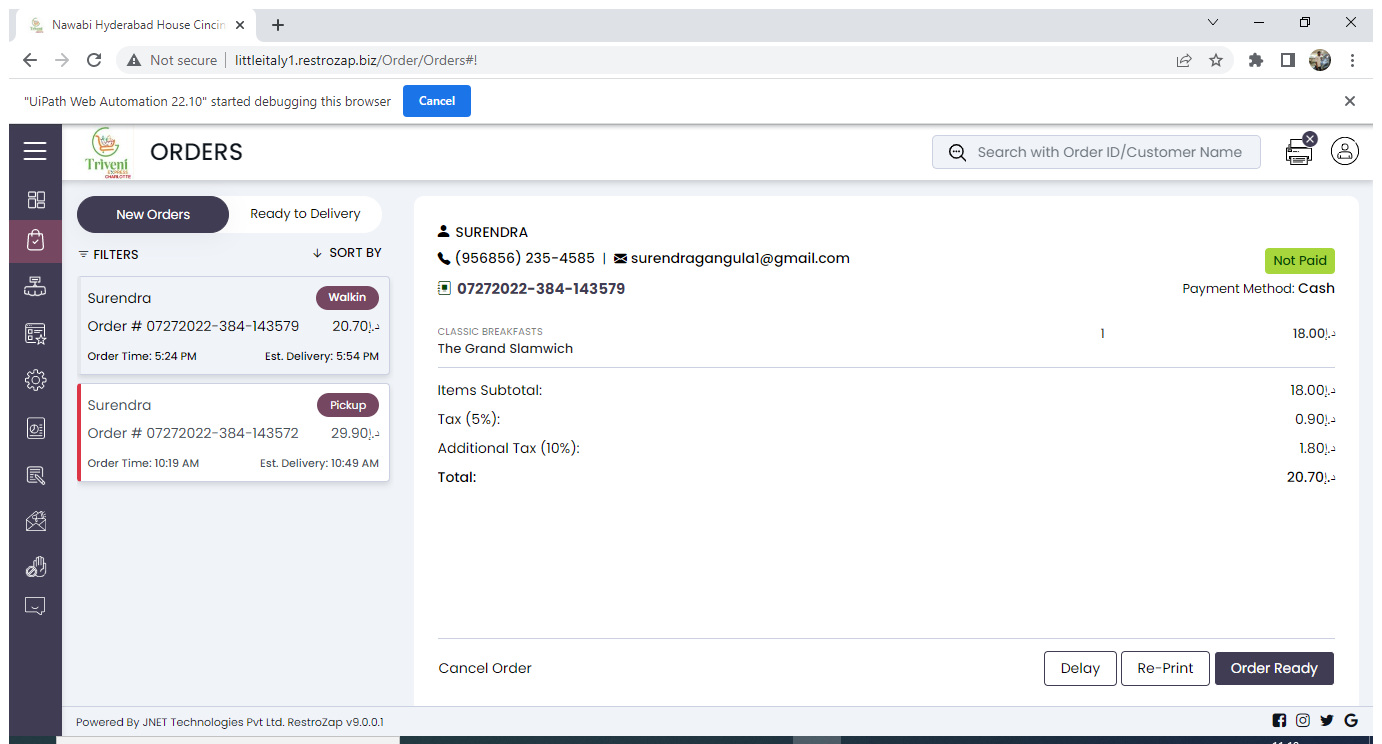 Nawabi Hyderabad House Cincin
Not secure | littleitaly1.restrozap.biz/Order/Orders#!
"UiPath Web Automation 22.10" started debugging this browser Cancel
Trivent EXPRESS CHARLOTTE
ORDERS
Search with Order ID/Customer Name
New Orders Ready to Delivery
FILTERS SORT BY
Surendra Walkin
Order # 07272022-384-143579 20.70د.إ
Order Time: 5:24 PM Est. Delivery: 5:54 PM
Surendra Pickup
Order # 07272022-384-143572 29.90د.إ
Order Time: 10:19 AM Est. Delivery: 10:49 AM
SURENDRA
(956856) 235-4585 | surendragangula1@gmail.com
Not Paid
07272022-384-143579
Payment Method: Cash
CLASSIC BREAKFASTS
The Grand Slamwich 1 18.00د.إ
Items Subtotal: 18.00د.إ
Tax (5%): 0.90د.إ
Additional Tax (10%): 1.80د.إ
Total: 20.70د.إ
Cancel Order Delay Re-Print Order Ready
Powered By JNET Technologies Pvt Ltd. RestroZap v9.0.0.1